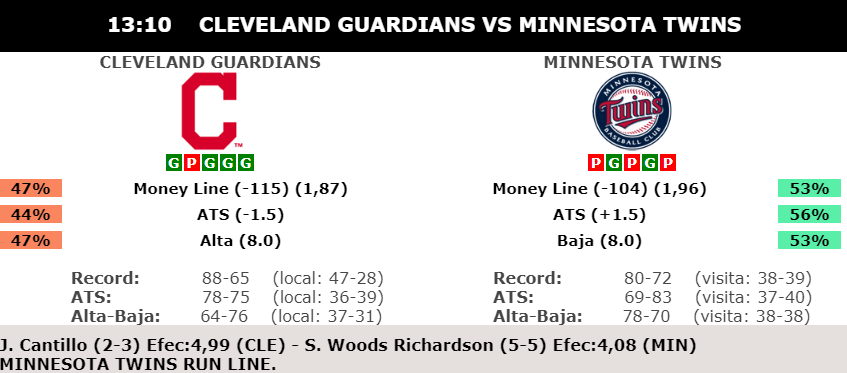 13:10 CLEVELAND GUARDIANS VS MINNESOTA TWINS
CLEVELAND GUARDIANS MINNESOTA TWINS
C
TM
MINNESOTA
Twins
BASEBALL CLUB
G P G G G P G P G P
47% Money Line (-115) (1,87) Money Line (-104) (1,96) 53%
44% ATS (-1.5) ATS (+1.5) 56%
47% Alta (8.0) Baja (8.0) 53%
Record: 88-65 (local: 47-28) Record: 80-72 (visita: 38-39)
ATS: 78-75 (local: 36-39) ATS: 69-83 (visita: 37-40)
Alta-Baja: 64-76 (local: 37-31) Alta-Baja: 78-70 (visita: 38-38)
J. Cantillo (2-3) Efec:4,99 (CLE) - S. Woods Richardson (5-5) Efec:4,08 (MIN)
MINNESOTA TWINS RUN LINE.